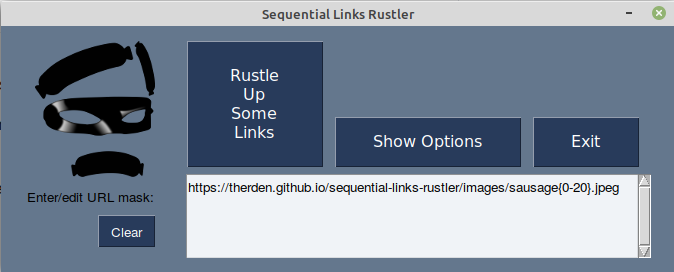 Sequential Links Rustler
Rustle
Up
Some
Links
Show Options
Exit
Enter/edit URL mask:
https://therden.github.io/sequential-links-rustler/images/sausage{0-20}.jpeg
Clear